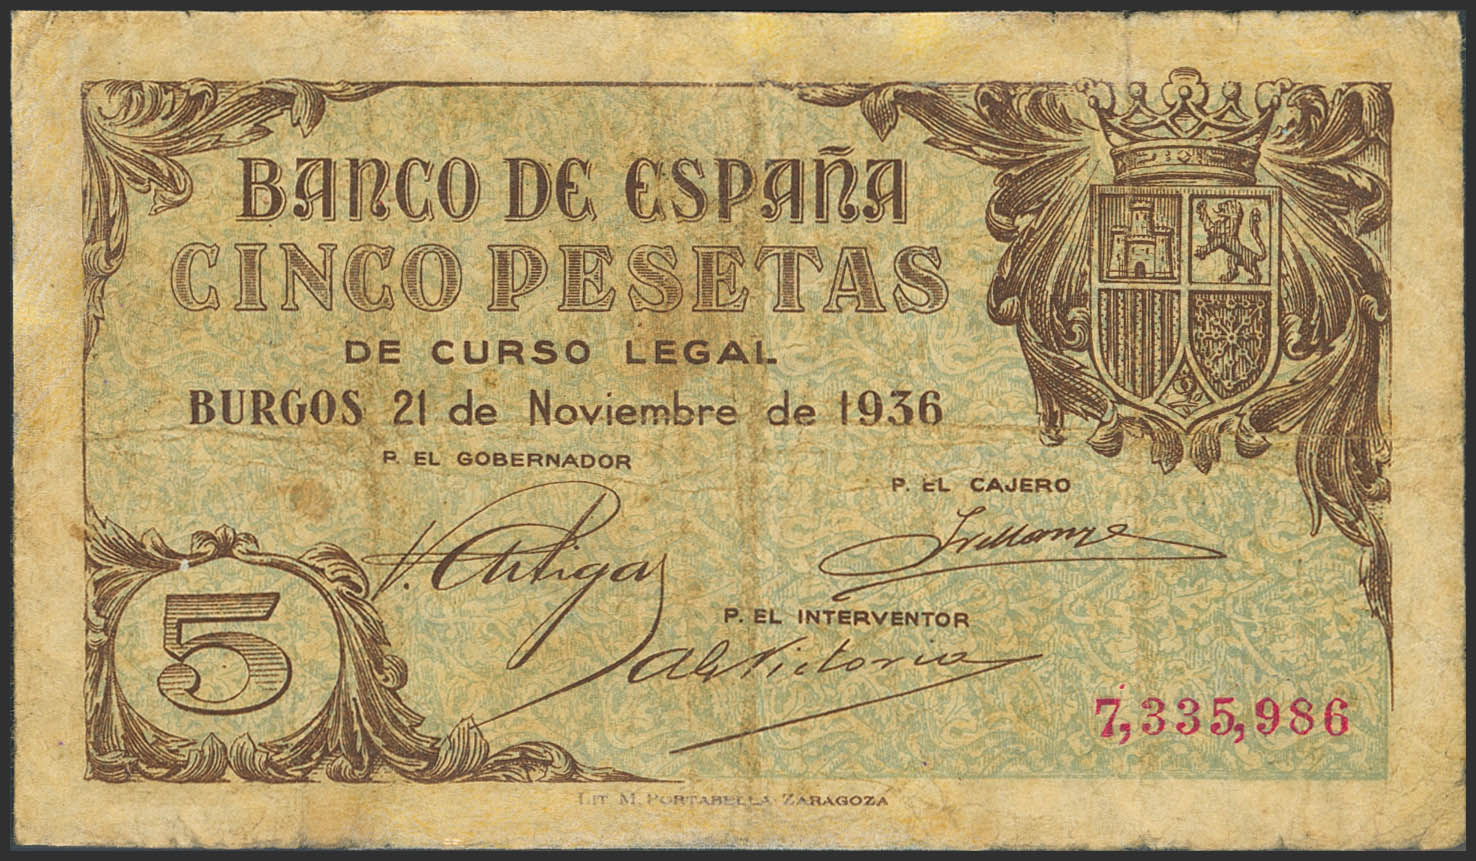 BANCO DE ESPAÑA
CINCO PESETAS
DE CURSO LEGAL
BURGOS 21 de Noviembre de 1936
P. EL GOBERNADOR
P. EL CAJERO
V. Artigas
P. EL INTERVENTOR
5
7,335,986
LIT M. PORTABELLA ZARAGOZA